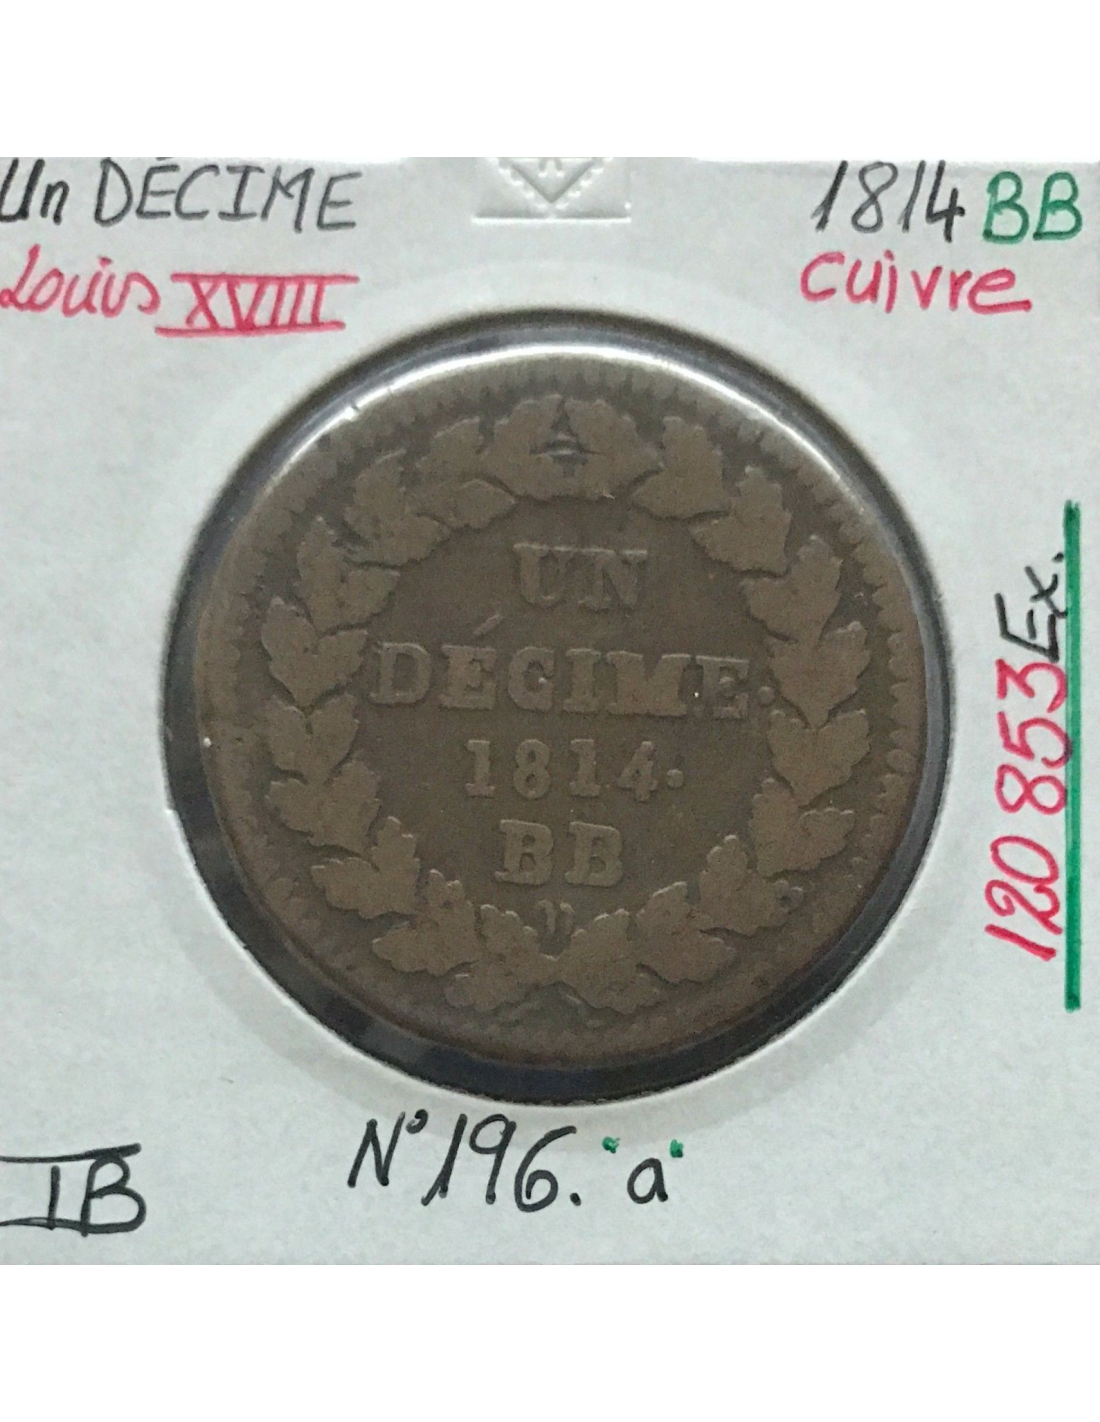 Un DÉCIME
1814 BB
Louis XVIII
Cuivre
UN
DÉCIME.
1814.
BB
120 853 Ex.
N° 196. "a"
TB